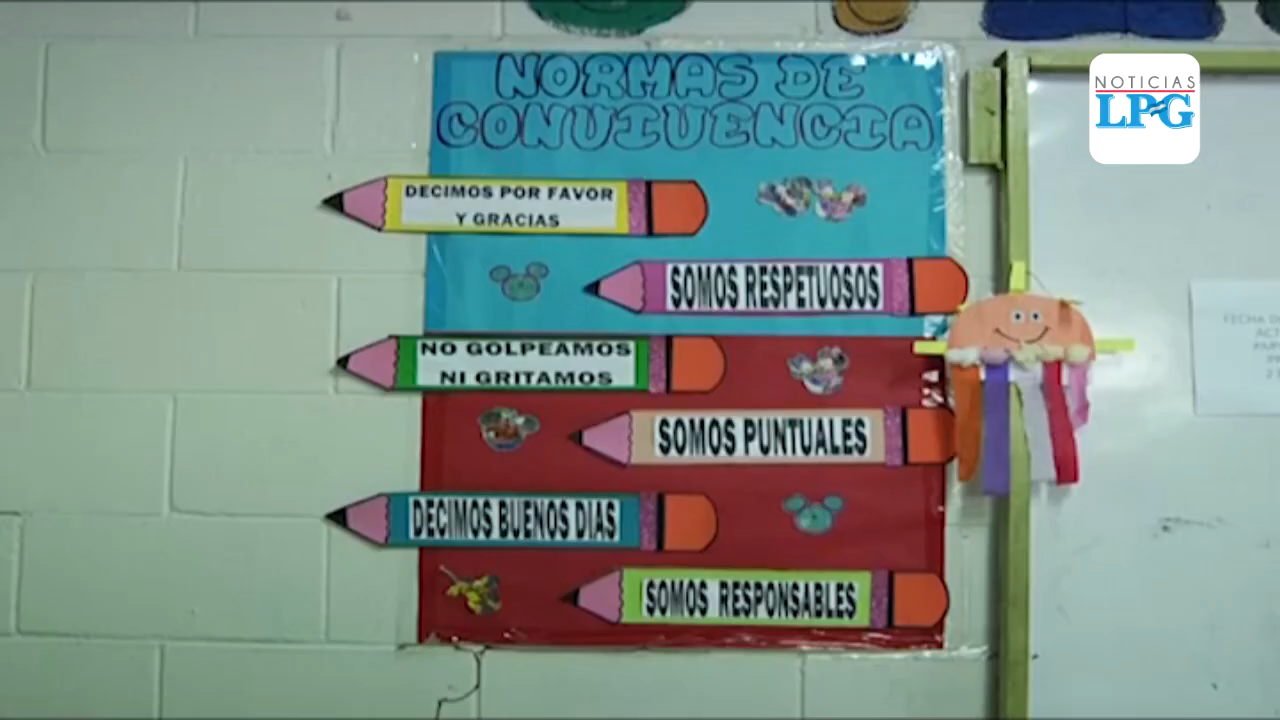 NORMAS DE
CONVIVENCIA
NOTICIAS
LPG
DECIMOS POR FAVOR
Y GRACIAS
SOMOS RESPETUOSOS
NO GOLPEAMOS
NI GRITAMOS
SOMOS PUNTUALES
DECIMOS BUENOS DIAS
SOMOS RESPONSABLES
FECHA